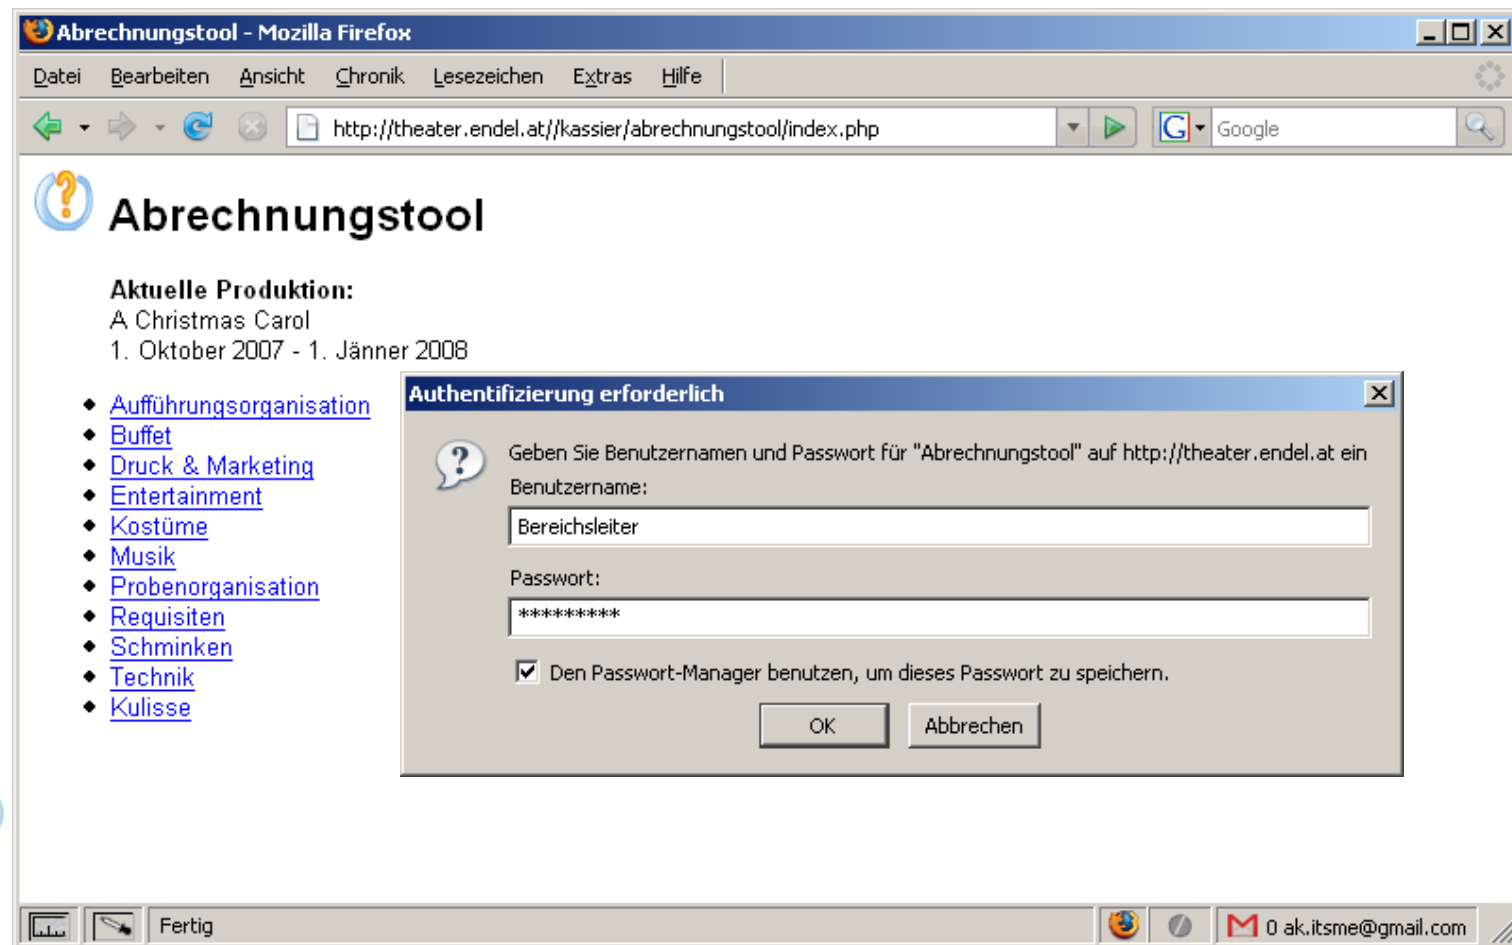 Abrechnungstool - Mozilla Firefox
Datei Bearbeiten Ansicht Chronik Lesezeichen Extras Hilfe
http://theater.endel.at//kassier/abrechnungstool/index.php G Google
Abrechnungstool
Aktuelle Produktion:
A Christmas Carol
1. Oktober 2007 - 1. Jänner 2008
Aufführungsorganisation
Buffet
Druck & Marketing
Entertainment
Kostüme
Musik
Probenorganisation
Requisiten
Schminken
Technik
Kulisse
Authentifizierung erforderlich
Geben Sie Benutzernamen und Passwort für "Abrechnungstool" auf http://theater.endel.at ein
Benutzername:
Bereichsleiter
Passwort:
*********
Den Passwort-Manager benutzen, um dieses Passwort zu speichern.
OK Abbrechen
Fertig 0 ak.itsme@gmail.com